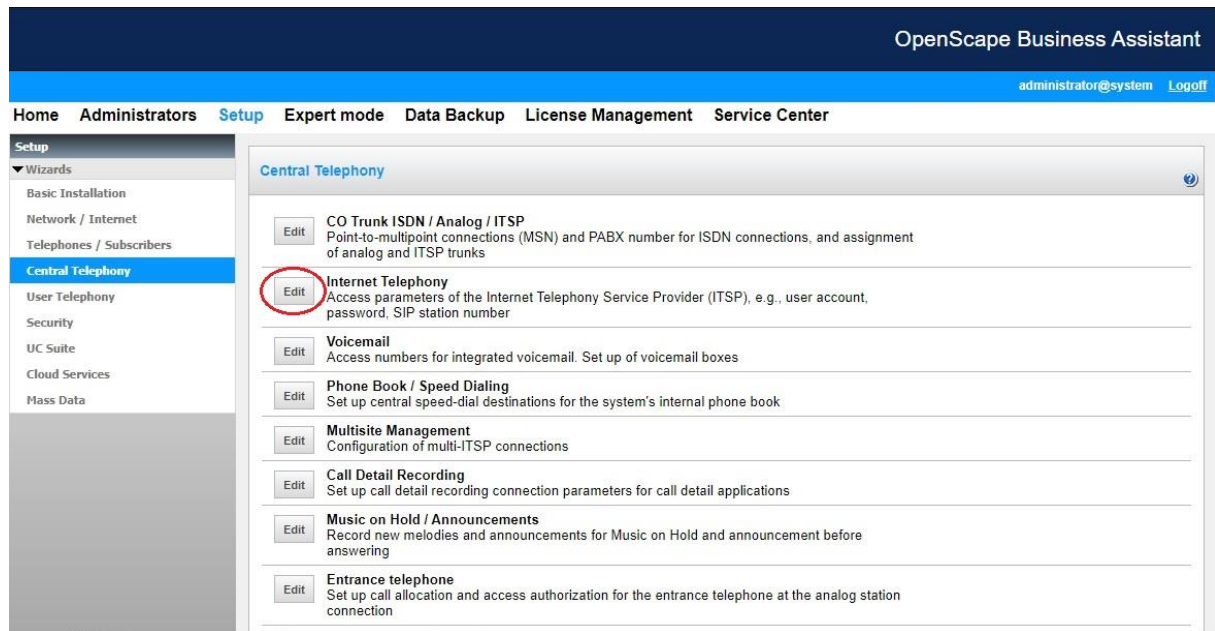 OpenScape Business Assistant
administrator@system Logoff
Home Administrators Setup Expert mode Data Backup License Management Service Center
Setup
Wizards
Basic Installation
Network / Internet
Telephones / Subscribers
Central Telephony
User Telephony
Security
UC Suite
Cloud Services
Mass Data
Central Telephony
?
Edit
CO Trunk ISDN / Analog / ITSP
Point-to-multipoint connections (MSN) and PABX number for ISDN connections, and assignment
of analog and ITSP trunks
Edit
Internet Telephony
Access parameters of the Internet Telephony Service Provider (ITSP), e.g., user account,
password, SIP station number
Edit
Voicemail
Access numbers for integrated voicemail. Set up of voicemail boxes
Edit
Phone Book / Speed Dialing
Set up central speed-dial destinations for the system's internal phone book
Edit
Multisite Management
Configuration of multi-ITSP connections
Edit
Call Detail Recording
Set up call detail recording connection parameters for call detail applications
Edit
Music on Hold / Announcements
Record new melodies and announcements for Music on Hold and announcement before
answering
Edit
Entrance telephone
Set up call allocation and access authorization for the entrance telephone at the analog station
connection